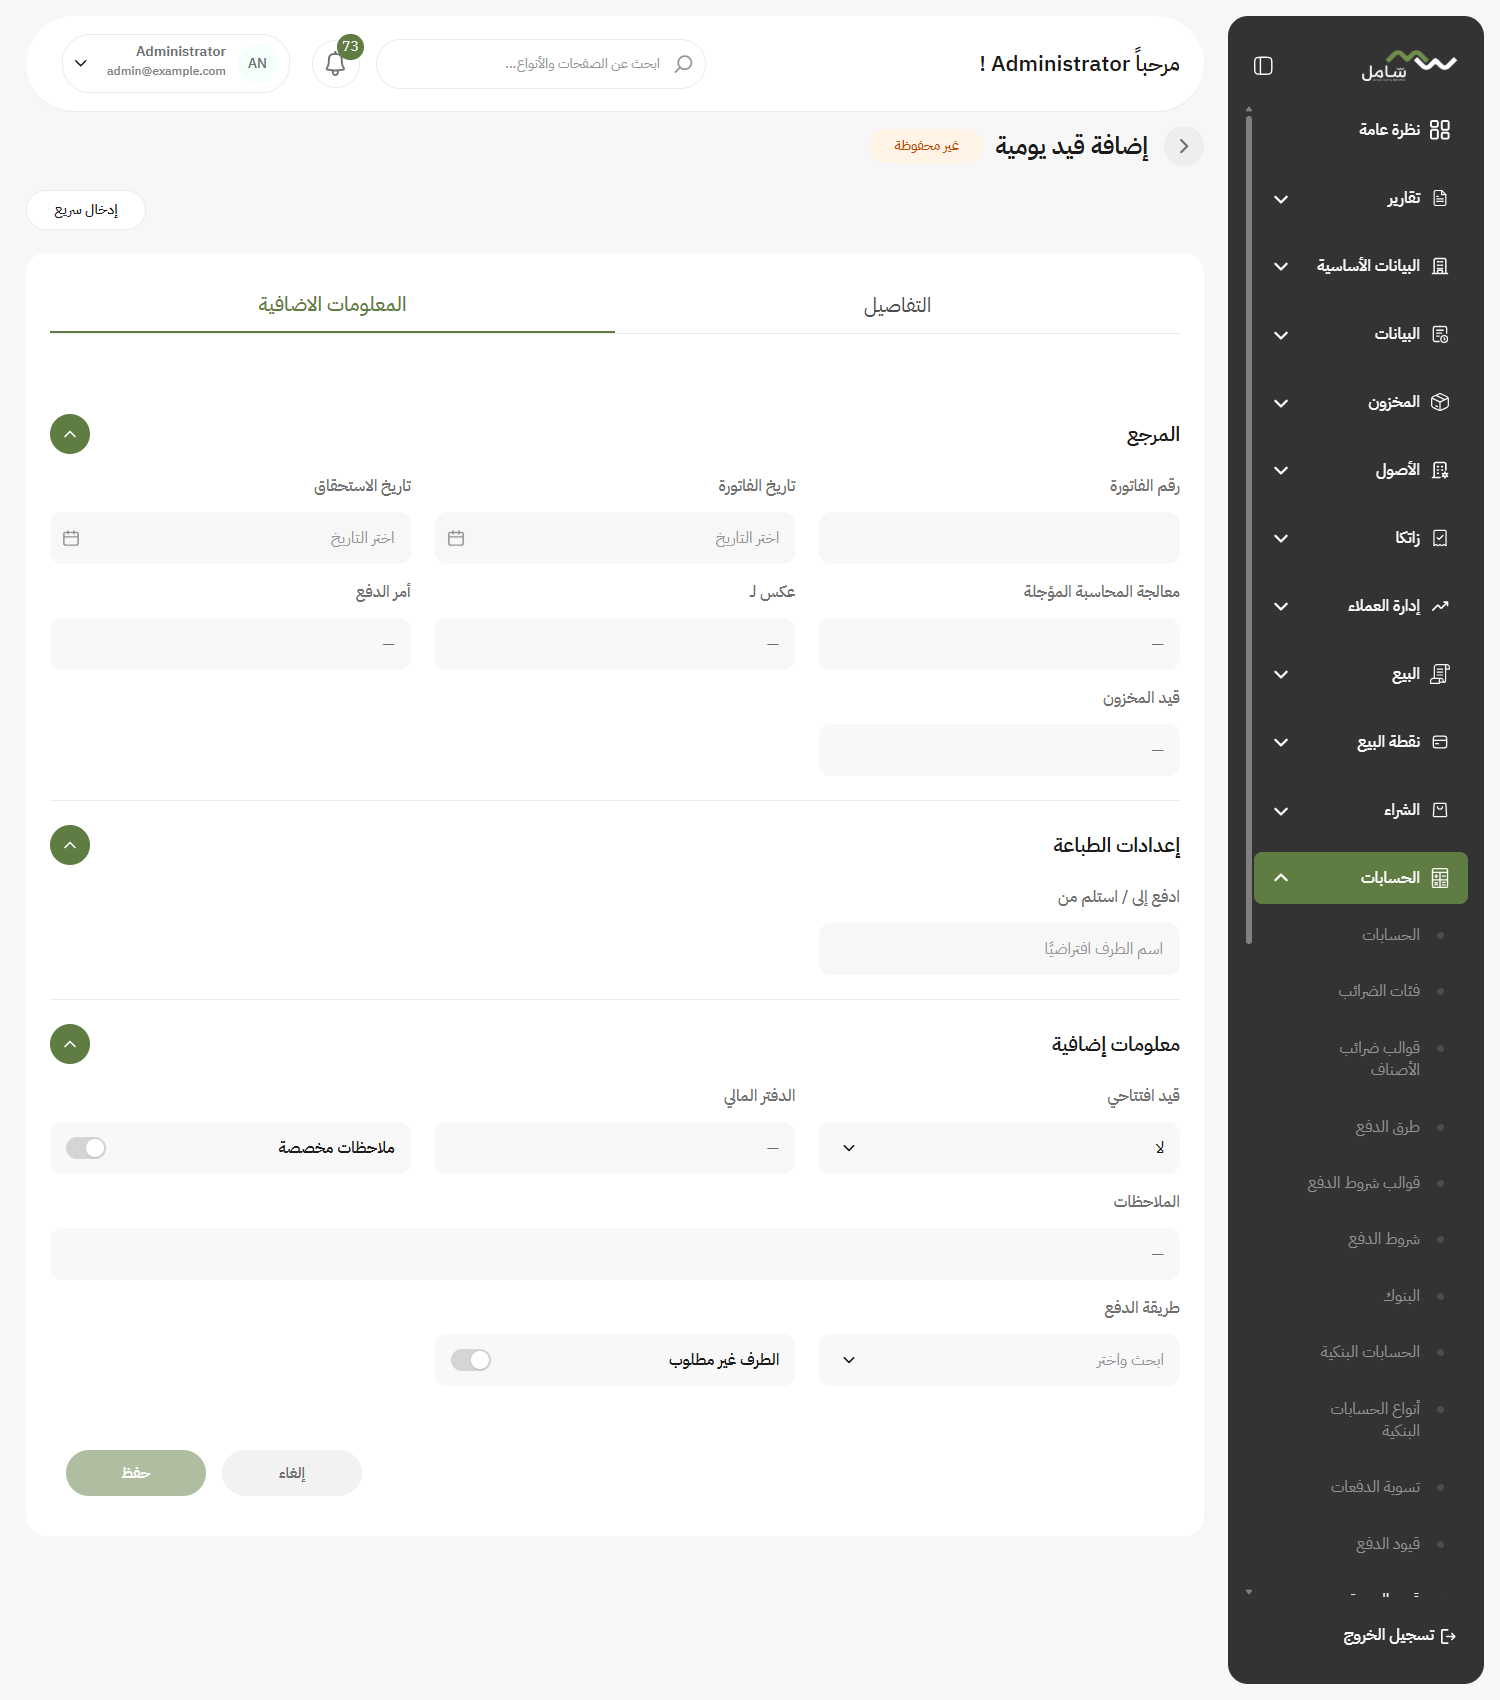 شامل
نظرة عامة
تقارير
البيانات الأساسية
البيانات
المخزون
الأصول
زاتكا
إدارة العملاء
البيع
نقطة البيع
الشراء
الحسابات
الحسابات
فئات الضرائب
قوالب ضرائب
الأصناف
طرق الدفع
قوالب شروط الدفع
شروط الدفع
البنوك
الحسابات البنكية
أنواع الحسابات
البنكية
تسوية الدفعات
قيود الدفع
تسجيل الخروج
مرحباً Administrator !
ابحث عن الصفحات والأنواع...
73
AN
Administrator
admin@example.com
إضافة قيد يومية
غير محفوظة
إدخال سريع
التفاصيل
المعلومات الاضافية
المرجع
رقم الفاتورة
تاريخ الفاتورة
تاريخ الاستحقاق
اختر التاريخ
اختر التاريخ
معالجة المحاسبة المؤجلة
عكس لـ
أمر الدفع
—
—
—
قيد المخزون
—
إعدادات الطباعة
ادفع إلى / استلم من
اسم الطرف افتراضيًا
معلومات إضافية
قيد افتتاحي
الدفتر المالي
لا
—
ملاحظات مخصصة
الملاحظات
—
طريقة الدفع
ابحث واختر
الطرف غير مطلوب
إلغاء
حفظ